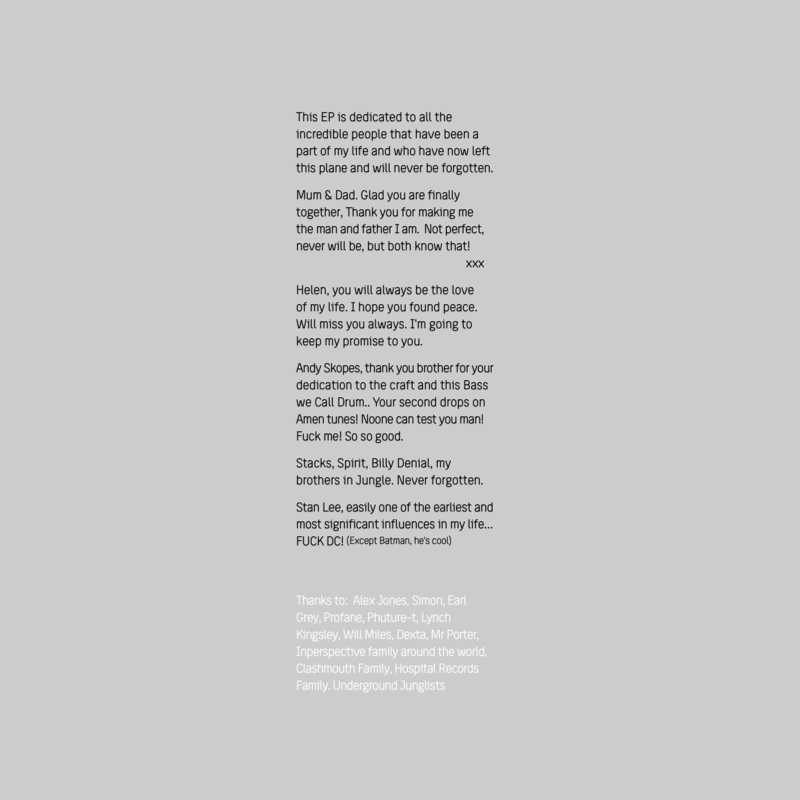 This EP is dedicated to all the
incredible people that have been a
part of my life and who have now left
this plane and will never be forgotten.
Mum & Dad. Glad you are finally
together, Thank you for making me
the man and father I am. Not perfect,
never will be, but both know that!
xxx
Helen, you will always be the love
of my life. I hope you found peace.
Will miss you always. I'm going to
keep my promise to you.
Andy Skopes, thank you brother for your
dedication to the craft and this Bass
we Call Drum.. Your second drops on
Amen tunes! Noone can test you man!
Fuck me! So so good.
Stacks, Spirit, Billy Denial, my
brothers in Jungle. Never forgotten.
Stan Lee, easily one of the earliest and
most significant influences in my life...
FUCK DC! (Except Batman, he's cool)
Thanks to: Alex Jones, Simon, Earl
Grey, Profane, Phuture-t, Lynch
Kingsley, Will Miles, Dexta, Mr Porter,
Inperspective family around the world,
Clashmouth Family, Hospital Records
Family. Underground Junglists